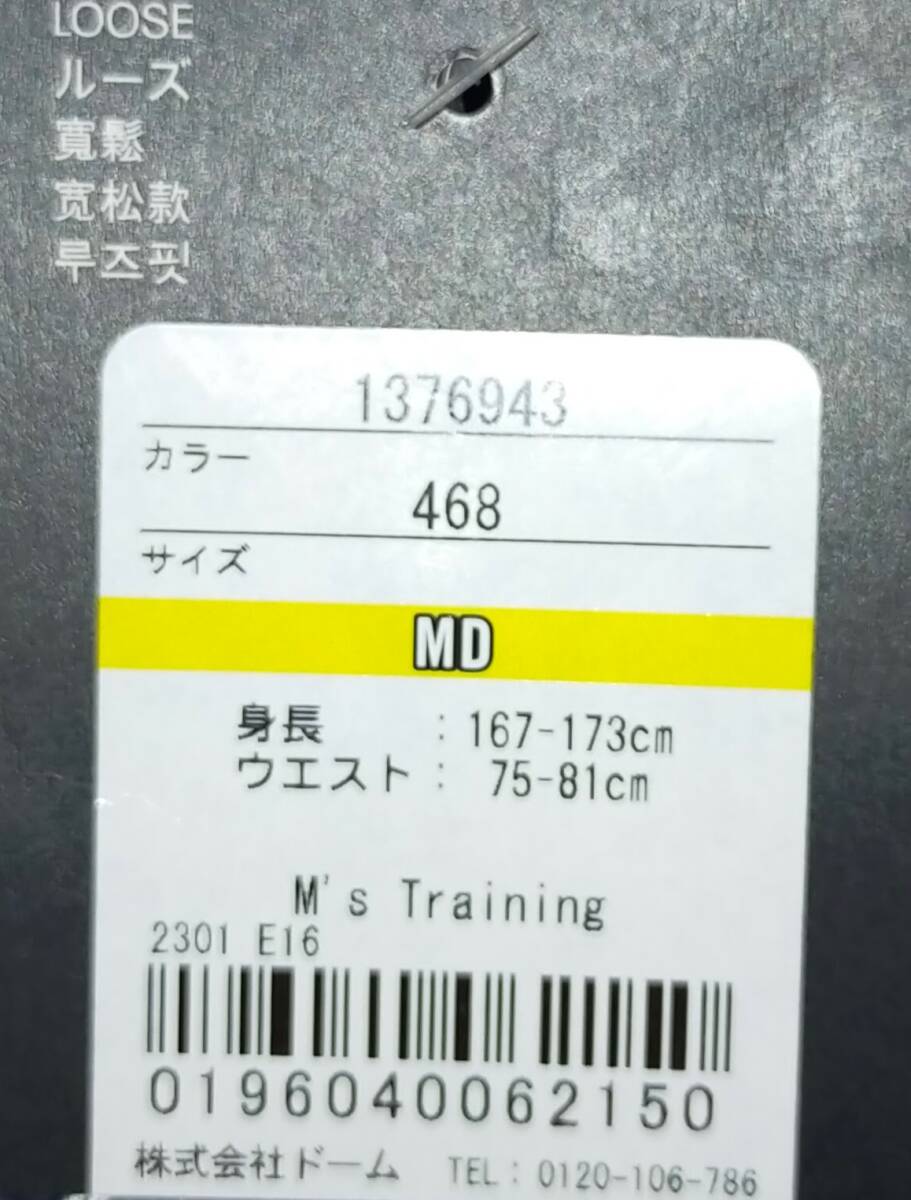 LOOSE
ルーズ
寬鬆
宽松款
루즈핏
1376943
カラー
468
サイズ
MD
身長 : 167-173cm
ウエスト : 75-81cm
M's Training
2301 E16
0196040062150
株式会社ドーム TEL: 0120-106-786